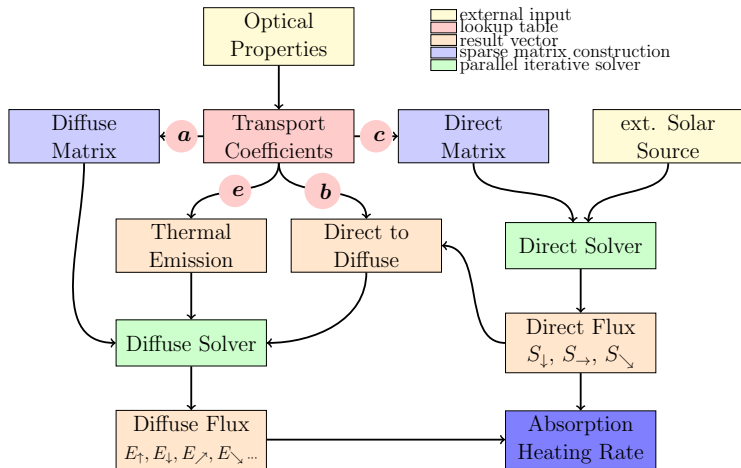 Optical
Properties
external input
lookup table
result vector
sparse matrix construction
parallel iterative solver
Diffuse
Matrix
a
Transport
Coefficients
c
Direct
Matrix
ext. Solar
Source
e
b
Thermal
Emission
Direct to
Diffuse
Direct Solver
Diffuse Solver
Direct Flux
S↓, S→, S↘
Diffuse Flux
E↑, E↓, E↗, E↘ ...
Absorption
Heating Rate